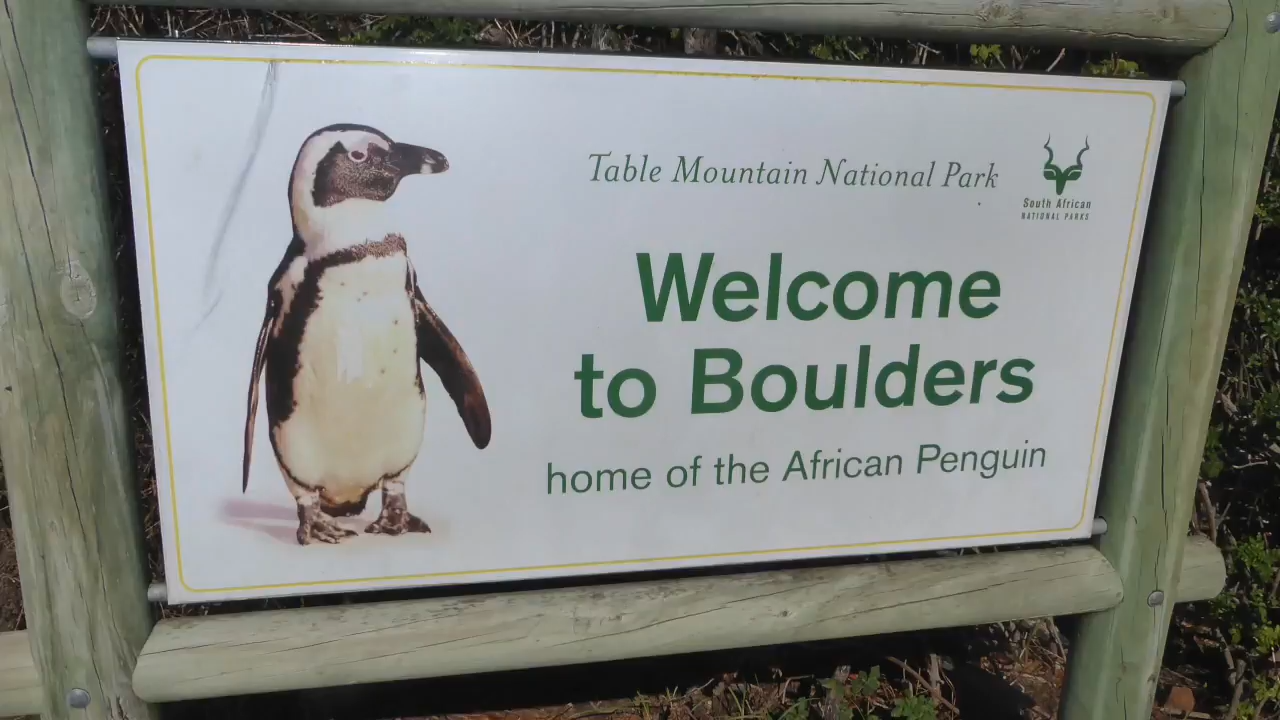 Table Mountain National Park
South African
NATIONAL PARKS
Welcome
to Boulders
home of the African Penguin